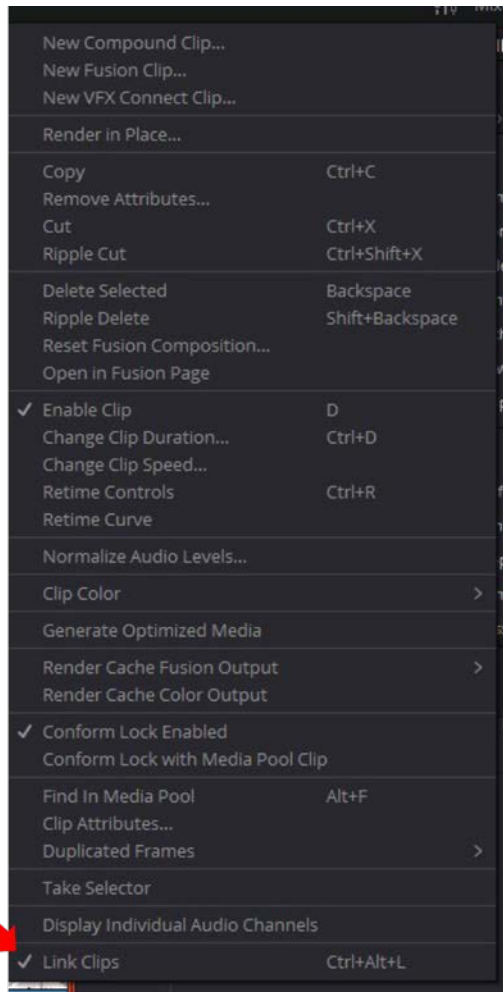 New Compound Clip...
New Fusion Clip...
New VFX Connect Clip...
Render in Place...
Copy Ctrl+C
Remove Attributes...
Cut Ctrl+X
Ripple Cut Ctrl+Shift+X
Delete Selected Backspace
Ripple Delete Shift+Backspace
Reset Fusion Composition...
Open in Fusion Page
✓ Enable Clip D
Change Clip Duration... Ctrl+D
Change Clip Speed...
Retime Controls Ctrl+R
Retime Curve
Normalize Audio Levels...
Clip Color >
Generate Optimized Media
Render Cache Fusion Output >
Render Cache Color Output
✓ Conform Lock Enabled
Conform Lock with Media Pool Clip
Find In Media Pool Alt+F
Clip Attributes...
Duplicated Frames >
Take Selector
Display Individual Audio Channels
✓ Link Clips Ctrl+Alt+L